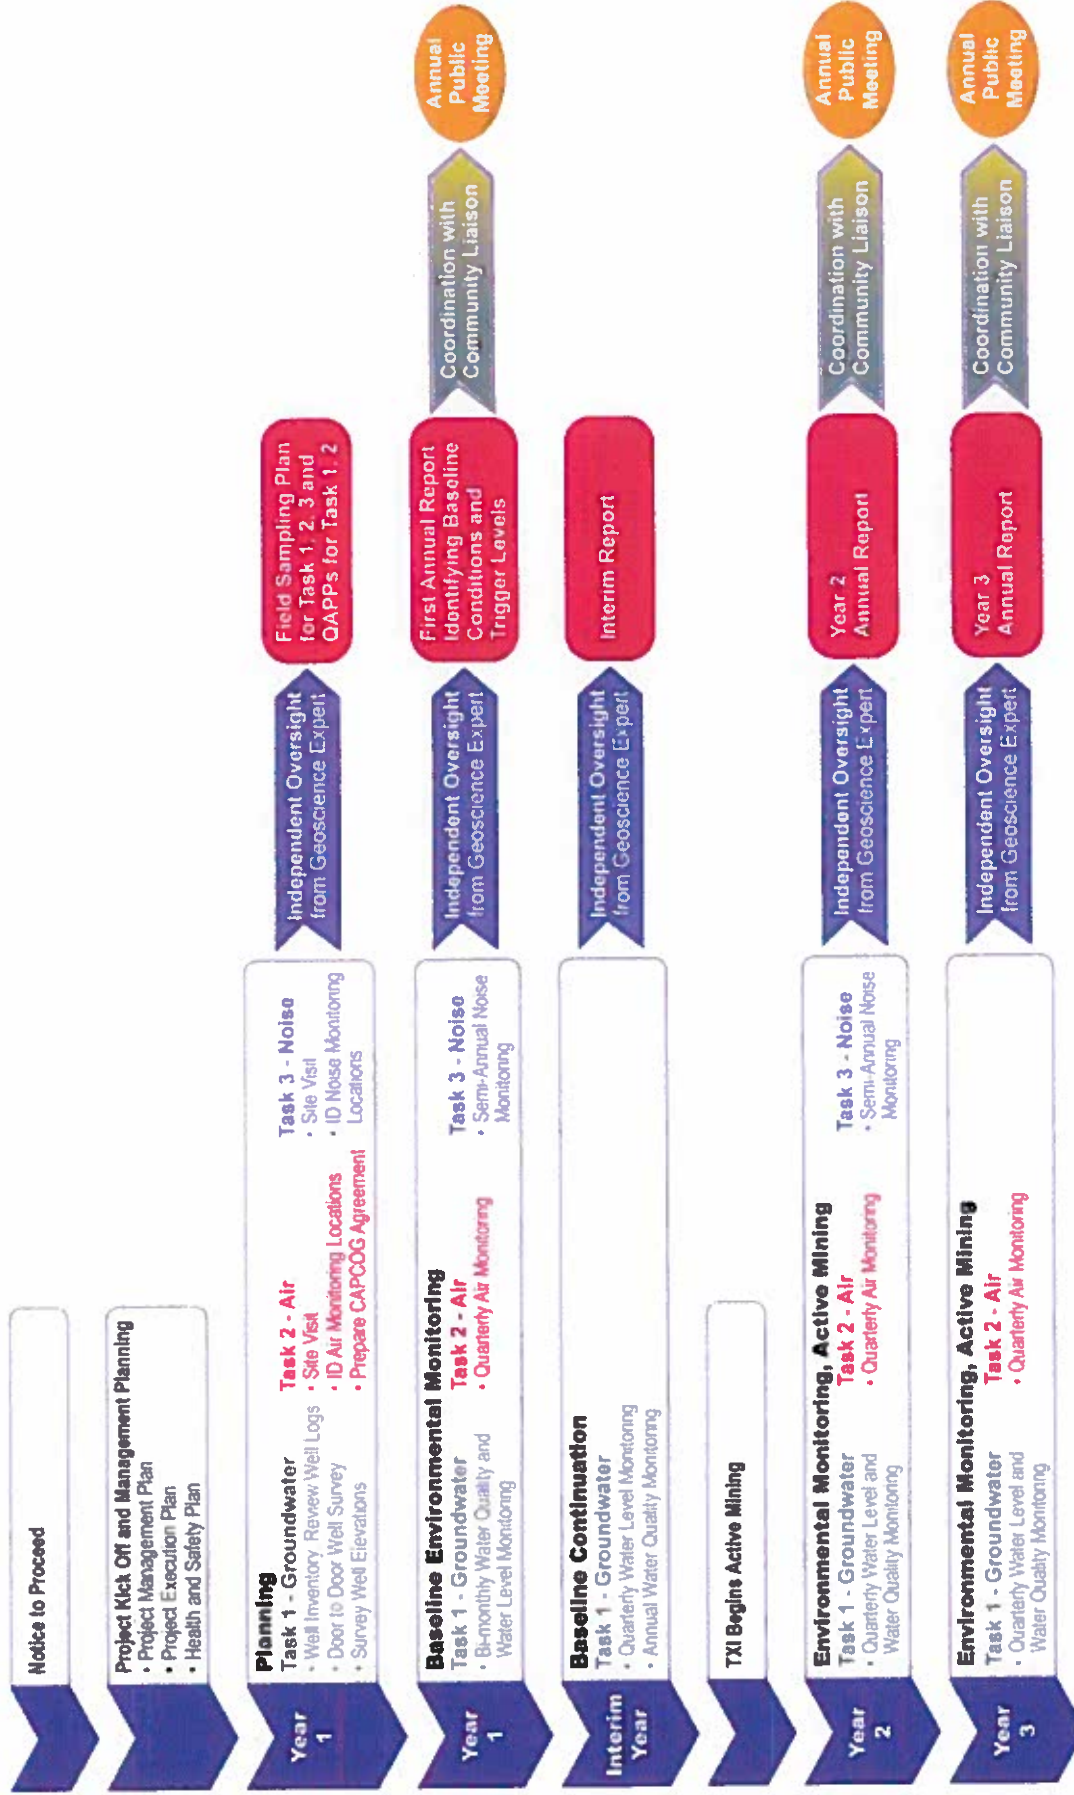 Notice to Proceed
Project Kick Off and Management Planning
• Project Management Plan
• Project Execution Plan
• Health and Safety Plan
Year
1
Planning
Task 1 - Groundwater
• Well Inventory, Review Well Logs
• Door to Door Well Survey
• Survey Well Elevations
Task 2 - Air
• Site Visit
• ID Air Monitoring Locations
• Prepare CAPCOG Agreement
Task 3 - Noise
• Site Visit
• ID Noise Monitoring
Locations
Independent Oversight
from Geoscience Expert
Field Sampling Plan
for Task 1, 2, 3 and
QAPPs for Task 1, 2
Year
1
Baseline Environmental Monitoring
Task 1 - Groundwater
• Bi-monthly Water Quality and
Water Level Monitoring
Task 2 - Air
• Quarterly Air Monitoring
Task 3 - Noise
• Semi-Annual Noise
Monitoring
Independent Oversight
from Geoscience Expert
First Annual Report
Identifying Baseline
Conditions and
Trigger Levels
Coordination with
Community Liaison
Annual
Public
Meeting
Interim
Year
Baseline Continuation
Task 1 - Groundwater
• Quarterly Water Level Monitoring
• Annual Water Quality Monitoring
Independent Oversight
from Geoscience Expert
Interim Report
TXI Begins Active Mining
Year
2
Environmental Monitoring, Active Mining
Task 1 - Groundwater
• Quarterly Water Level and
Water Quality Monitoring
Task 2 - Air
• Quarterly Air Monitoring
Task 3 - Noise
• Semi-Annual Noise
Monitoring
Independent Oversight
from Geoscience Expert
Year 2
Annual Report
Coordination with
Community Liaison
Annual
Public
Meeting
Year
3
Environmental Monitoring, Active Mining
Task 1 - Groundwater
• Quarterly Water Level and
Water Quality Monitoring
Task 2 - Air
• Quarterly Air Monitoring
Independent Oversight
from Geoscience Expert
Year 3
Annual Report
Coordination with
Community Liaison
Annual
Public
Meeting